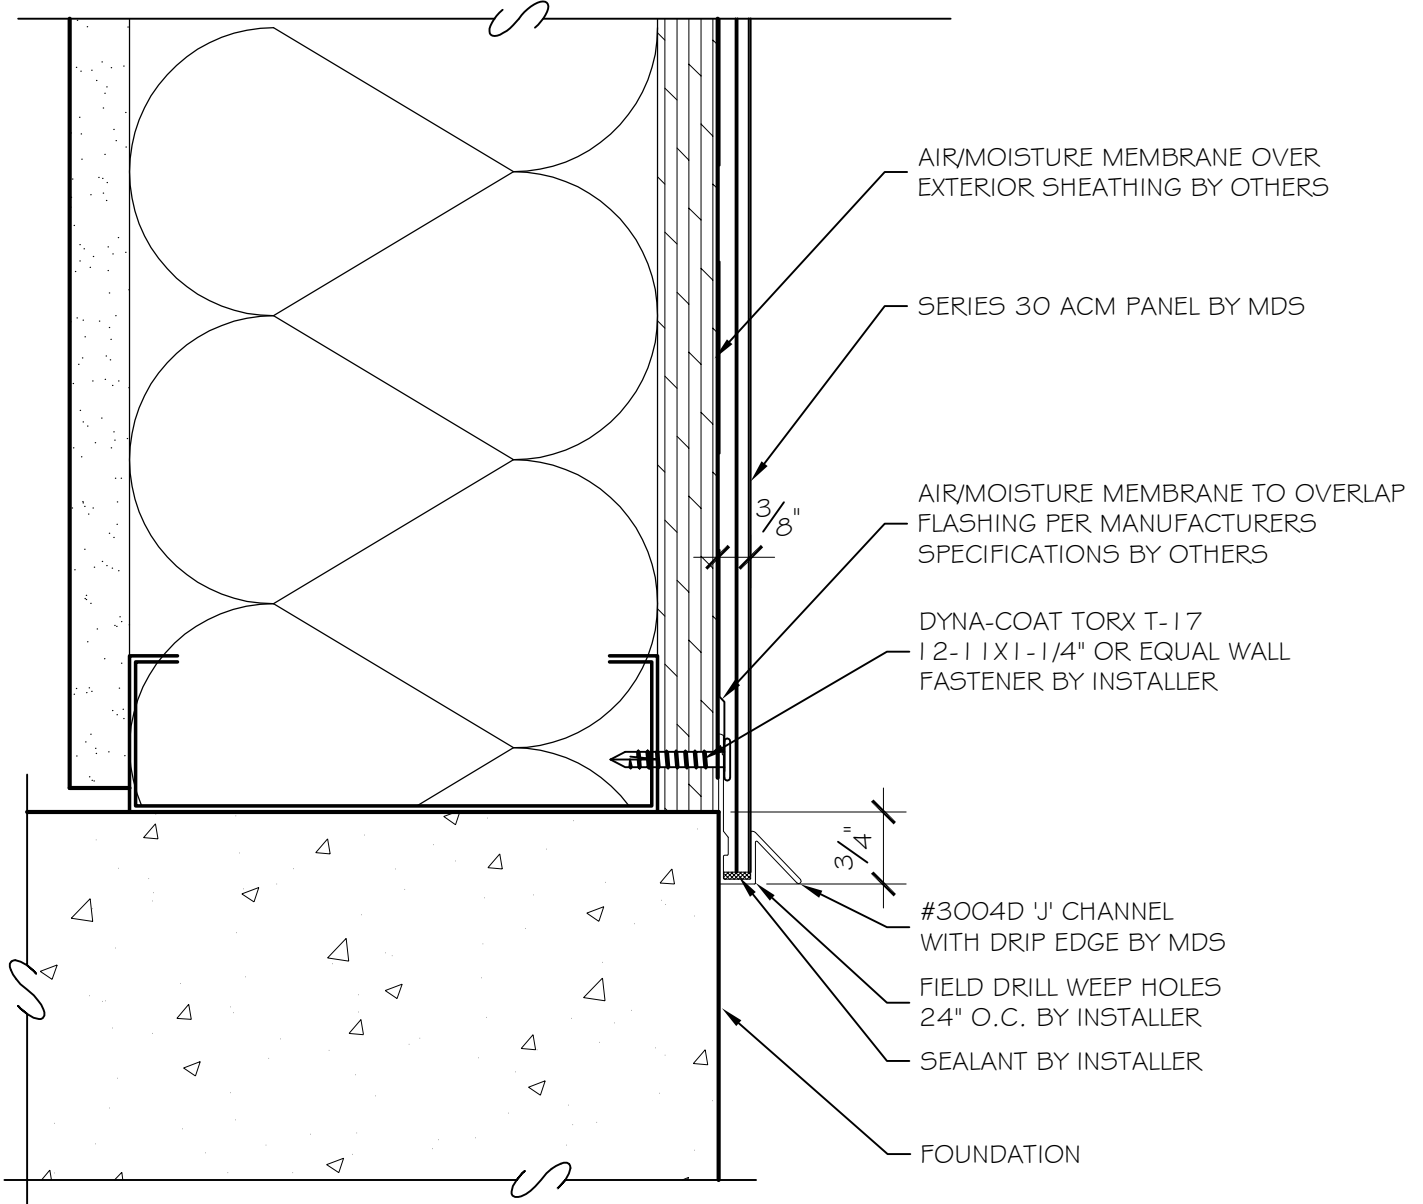 AIR/MOISTURE MEMBRANE OVER
EXTERIOR SHEATHING BY OTHERS
SERIES 30 ACM PANEL BY MDS
AIR/MOISTURE MEMBRANE TO OVERLAP
FLASHING PER MANUFACTURERS
SPECIFICATIONS BY OTHERS
3/8"
DYNA-COAT TORX T-17
12-11X1-1/4" OR EQUAL WALL
FASTENER BY INSTALLER
3/4"
#3004D 'J' CHANNEL
WITH DRIP EDGE BY MDS
FIELD DRILL WEEP HOLES
24" O.C. BY INSTALLER
SEALANT BY INSTALLER
FOUNDATION